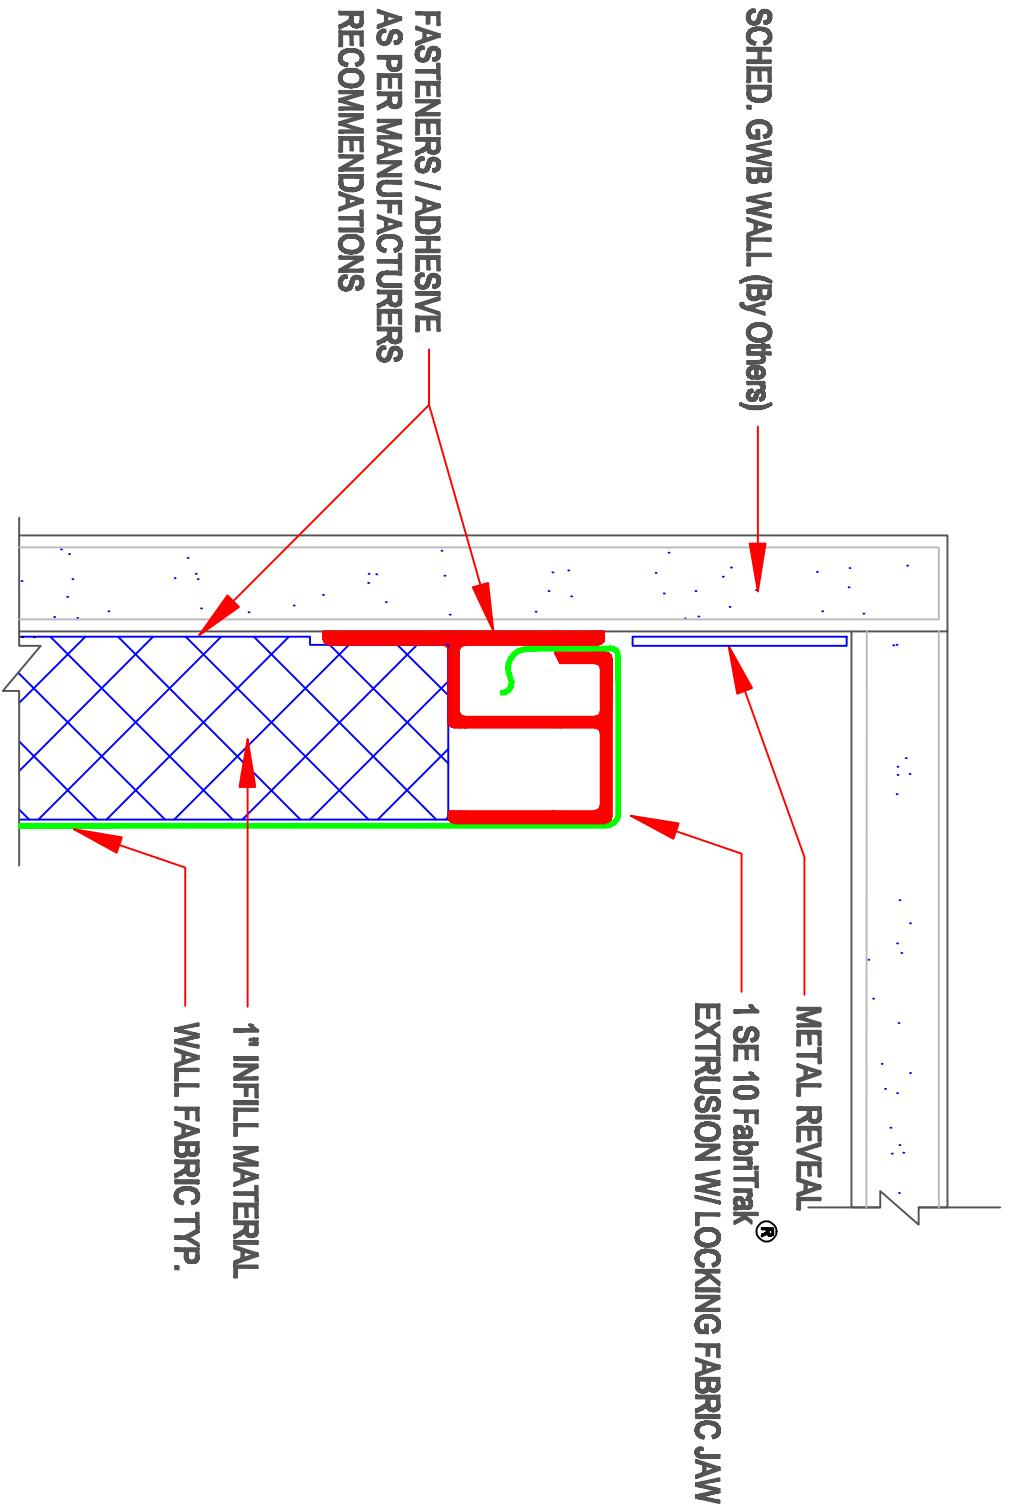 SCHED. GWB WALL (By Others)
FASTENERS / ADHESIVE
AS PER MANUFACTURERS
RECOMMENDATIONS
METAL REVEAL
1 SE 10 FabriTrak®
EXTRUSION W/ LOCKING FABRIC JAW
1" INFILL MATERIAL
WALL FABRIC TYP.